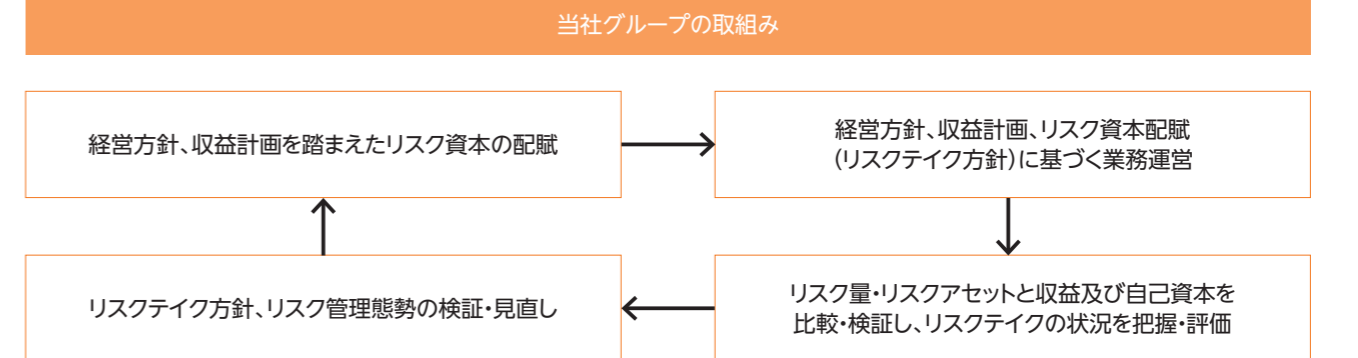 当社グループの取組み
経営方針、収益計画を踏まえたリスク資本の配賦
経営方針、収益計画、リスク資本配賦
(リスクテイク方針)に基づく業務運営
リスクテイク方針、リスク管理態勢の検証・見直し
リスク量・リスクアセットと収益及び自己資本を
比較・検証し、リスクテイクの状況を把握・評価